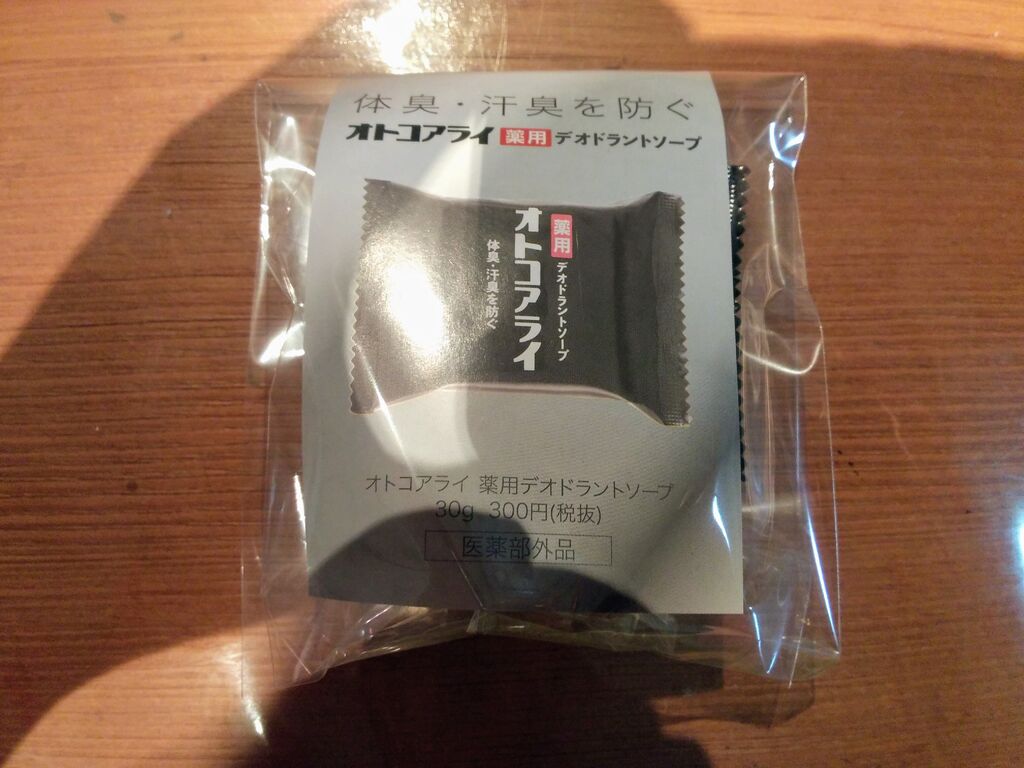 体臭・汗臭を防ぐ
オトコアライ 薬用 デオドラントソープ
薬用 デオドラントソープ
オトコアライ
体臭・汗臭を防ぐ
オトコアライ 薬用デオドラントソープ
30g 300円(税抜)
医薬部外品